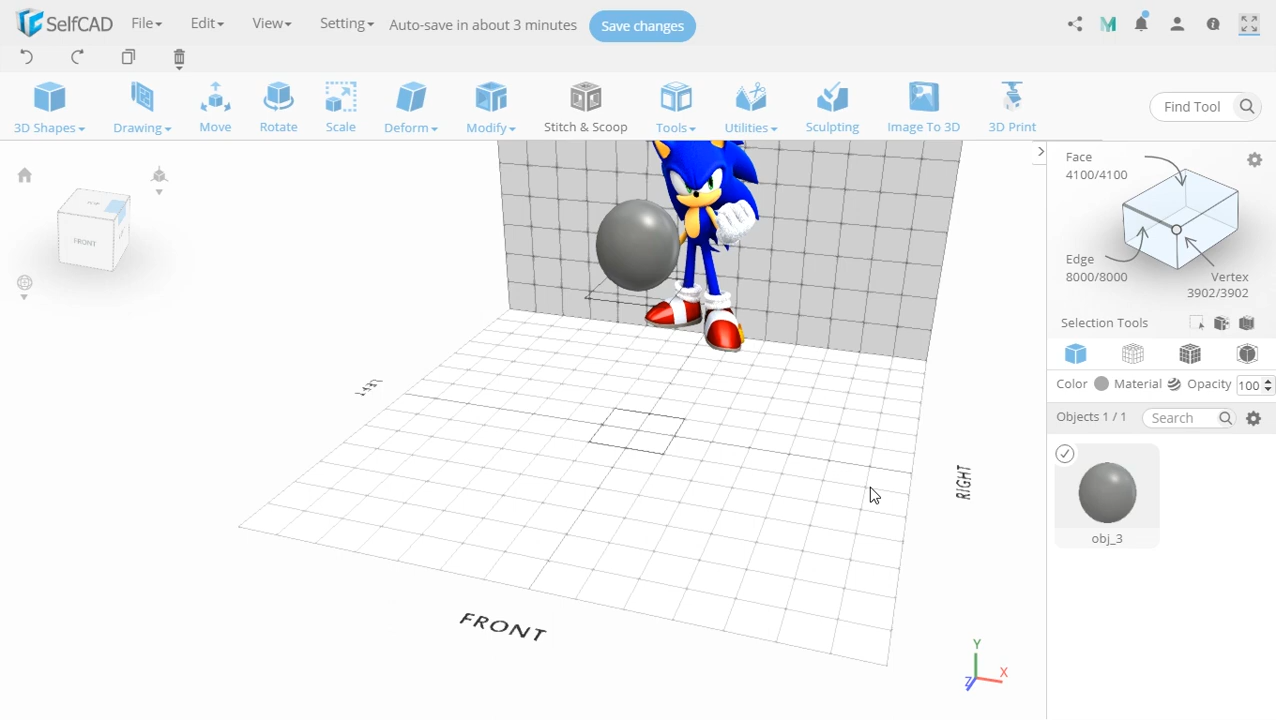 SelfCAD File Edit View Setting Auto-save in about 3 minutes Save changes
3D Shapes Drawing Move Rotate Scale Deform Modify Stitch & Scoop Tools Utilities Sculpting Image To 3D 3D Print Find Tool
Face
4100/4100
Edge
8000/8000
Vertex
3902/3902
Selection Tools
Color Material Opacity 100
Objects 1 / 1 Search
obj_3
FRONT
LEFT
RIGHT
FRONT
Y
X
Z